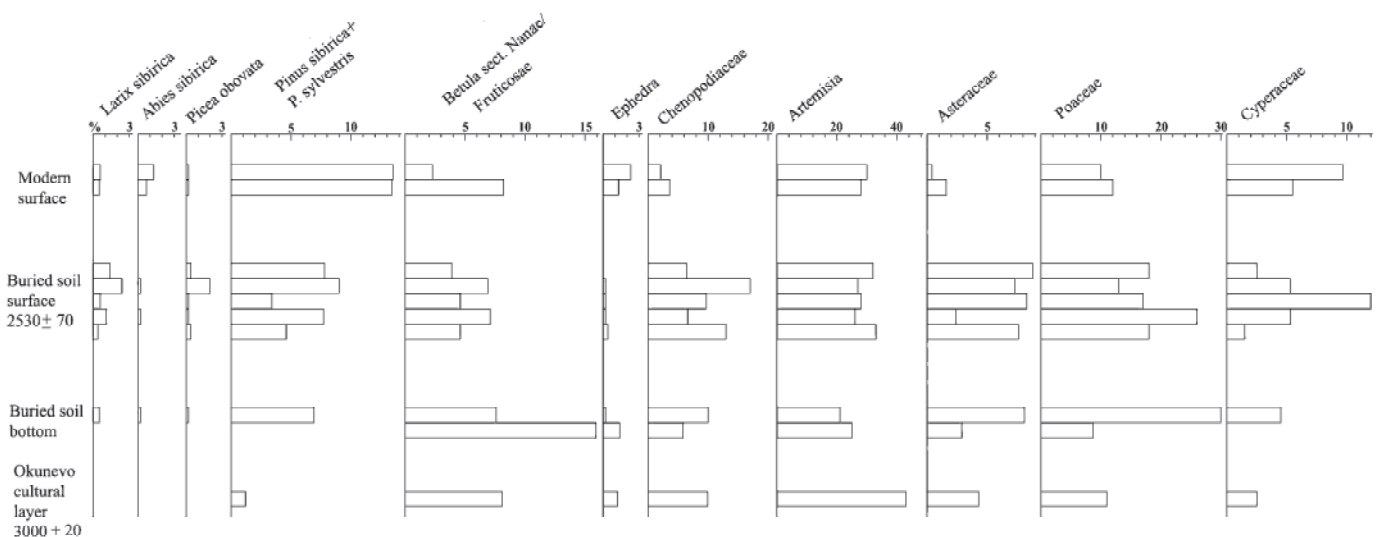 Larix sibirica
Abies sibirica
Picea obovata
Pinus sibirica+
P. sylvestris
Betula sect. Nanae/
Fruticosae
Ephedra
Chenopodiaceae
Artemisia
Asteraceae
Poaceae
Cyperaceae
% 3 3 3 5 10 5 10 15 3 10 20 20 40 5 10 20 30 5 10
Modern
surface
Buried soil
surface
2530± 70
Buried soil
bottom
Okunevo
cultural
layer
3000 + 20